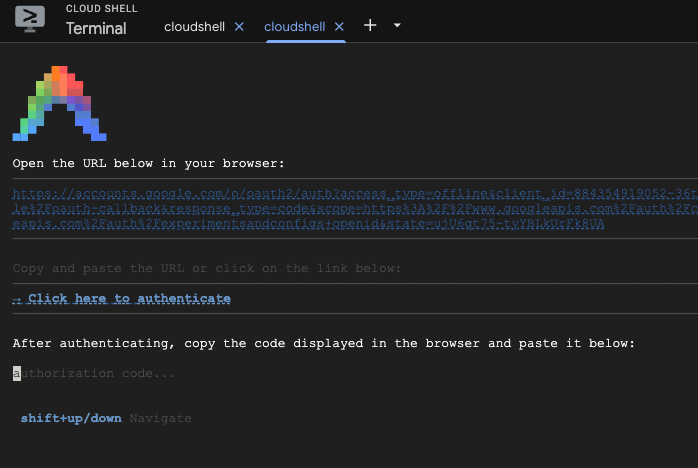 CLOUD SHELL
Terminal
cloudshell
cloudshell
Open the URL below in your browser:
https://accounts.google.com/o/oauth2/auth?access_type=offline&client_id=884354919052-36t
le%2Foauth-callback&response_type=code&scope=https%3A%2F%2Fwww.googleapis.com%2Fauth%2Fc
eapis.com%2Fauth%2Fexperimentsandconfigs+openid&state=ujU6gt75-tyYBLkUrFk8UA
Copy and paste the URL or click on the link below:
→ Click here to authenticate
After authenticating, copy the code displayed in the browser and paste it below:
authorization code...
shift+up/down Navigate